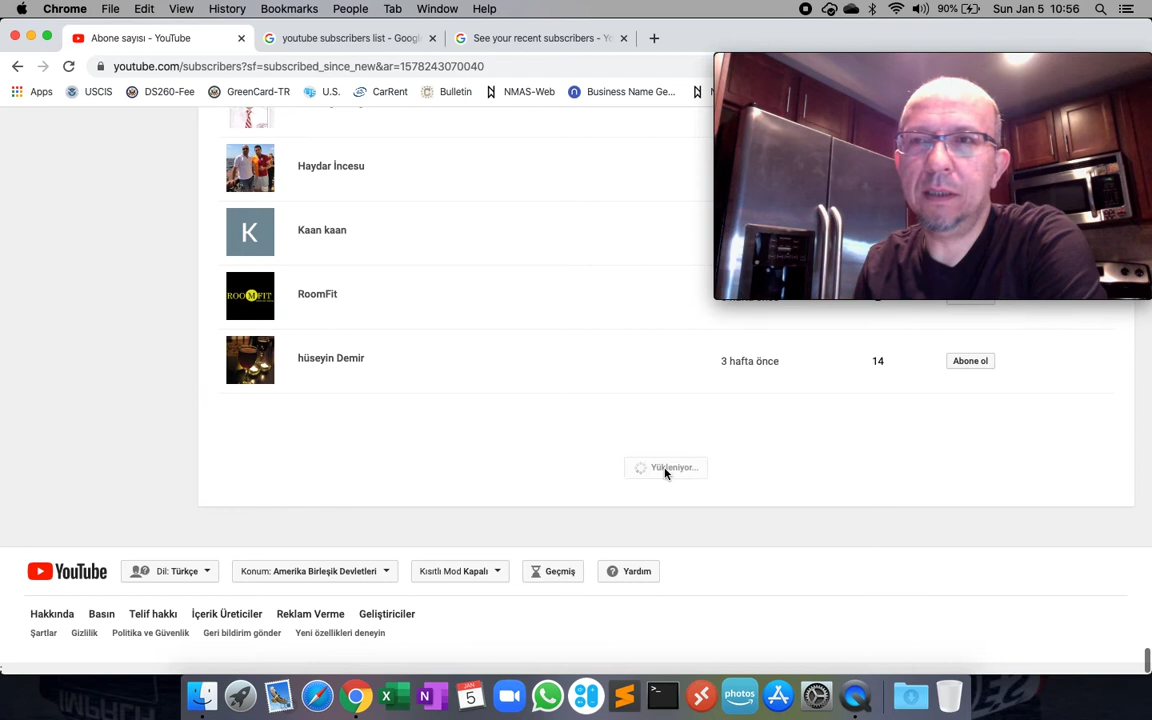 Chrome File Edit View History Bookmarks People Tab Window Help 90% Sun Jan 5 10:56
Abone sayısı - YouTube youtube subscribers list - Googl See your recent subscribers - Yo
youtube.com/subscribers?sf=subscribed_since_new&ar=1578243070040
Apps USCIS DS260-Fee GreenCard-TR U.S. CarRent Bulletin NMAS-Web Business Name Ge...
Haydar İncesu
K Kaan kaan
ROOMFIT RoomFit
hüseyin Demir 3 hafta önce 14 Abone ol
Yükleniyor...
YouTube Dil: Türkçe Konum: Amerika Birleşik Devletleri Kısıtlı Mod Kapalı Geçmiş Yardım
Hakkında Basın Telif hakkı İçerik Üreticiler Reklam Verme Geliştiriciler
Şartlar Gizlilik Politika ve Güvenlik Geri bildirim gönder Yeni özellikleri deneyin
JAN 5 photos